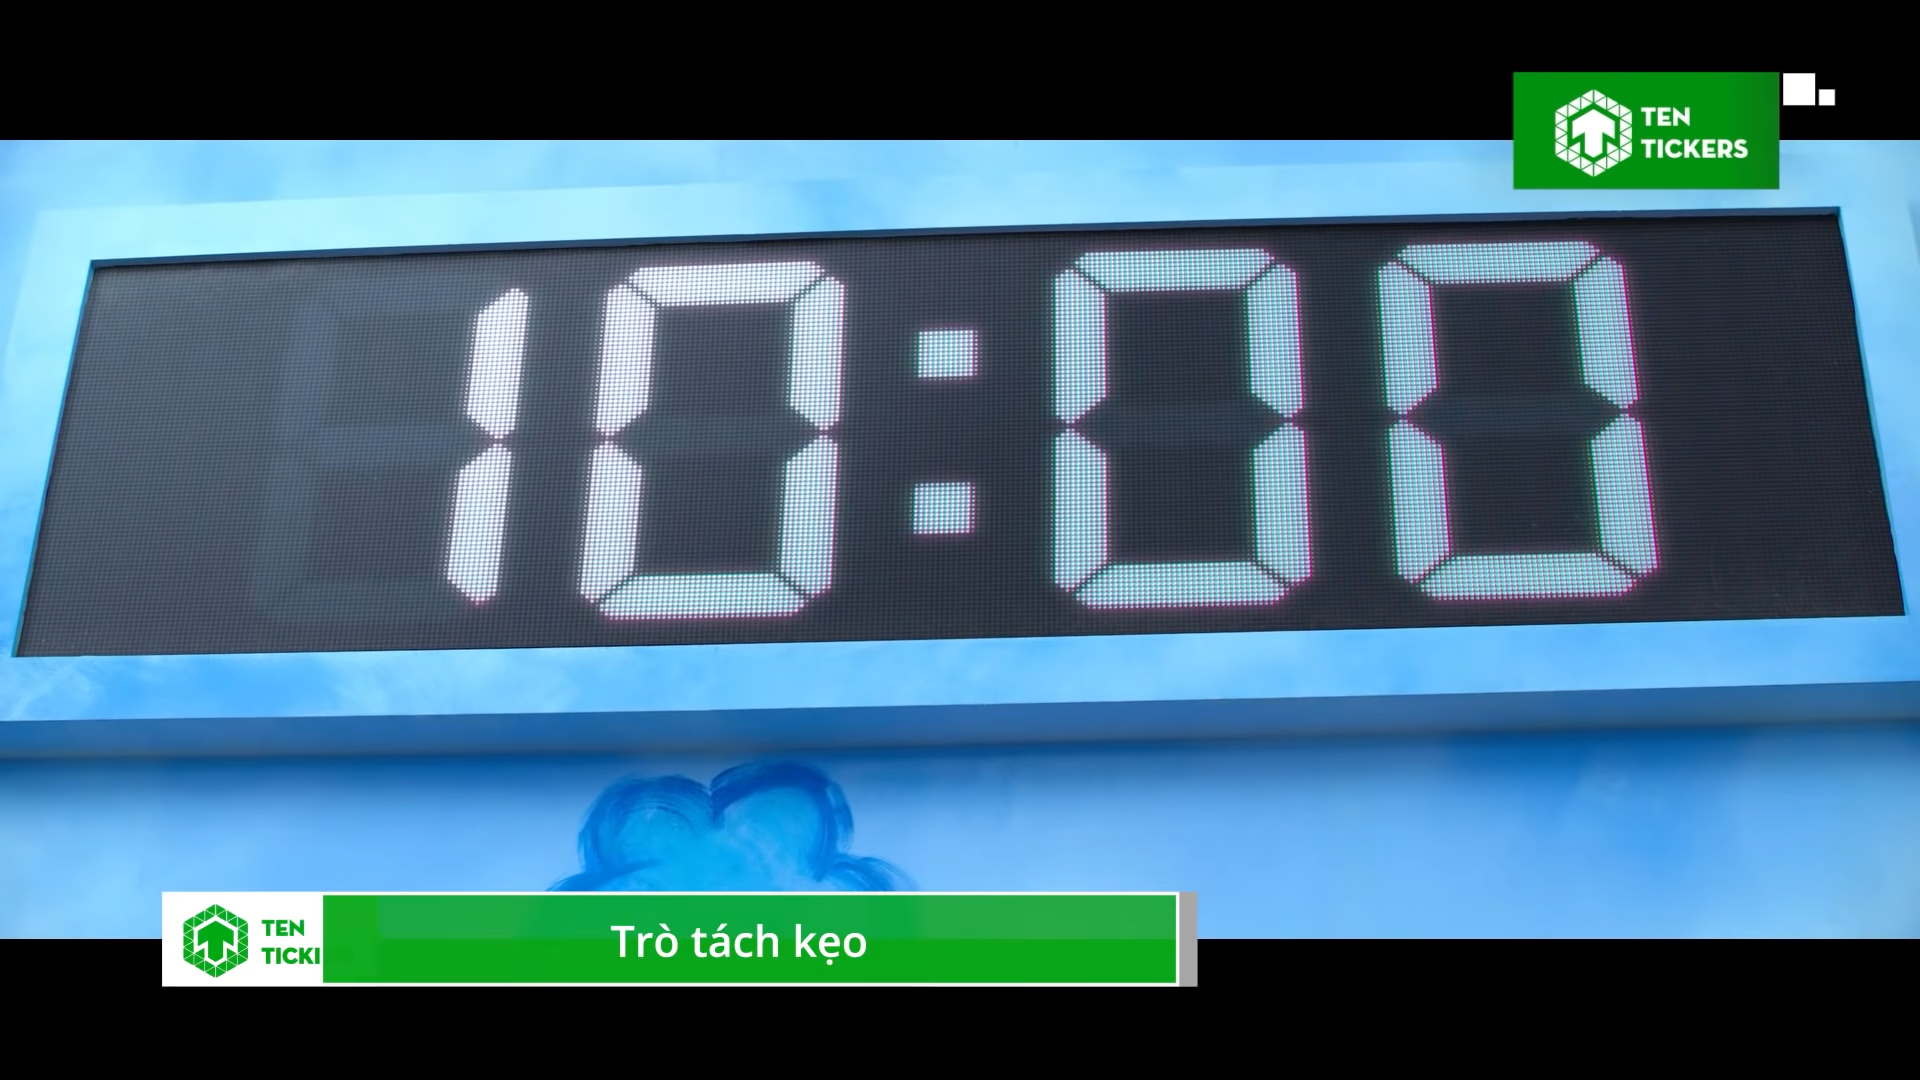 TEN
TICKERS
10:00
TEN
TICKI
Trò tách kẹo